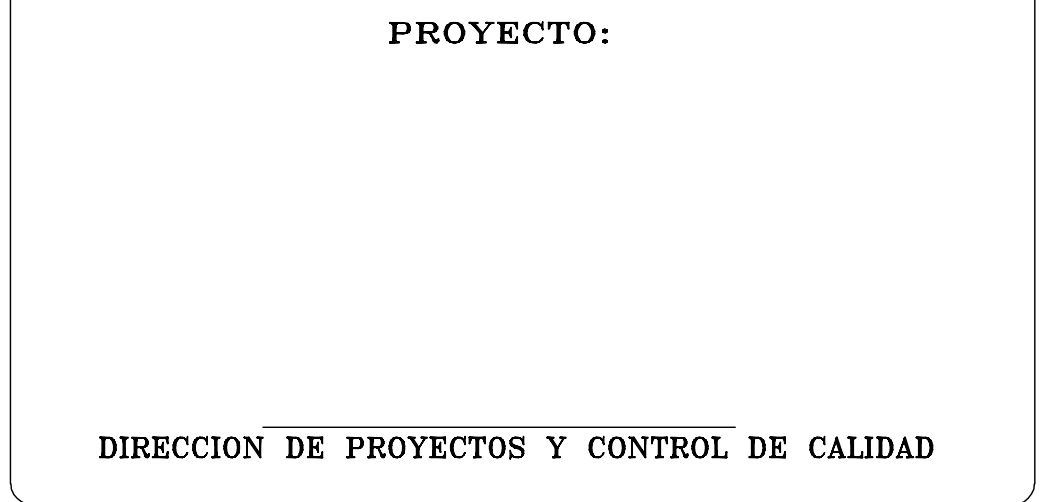 PROYECTO:
DIRECCION DE PROYECTOS Y CONTROL DE CALIDAD